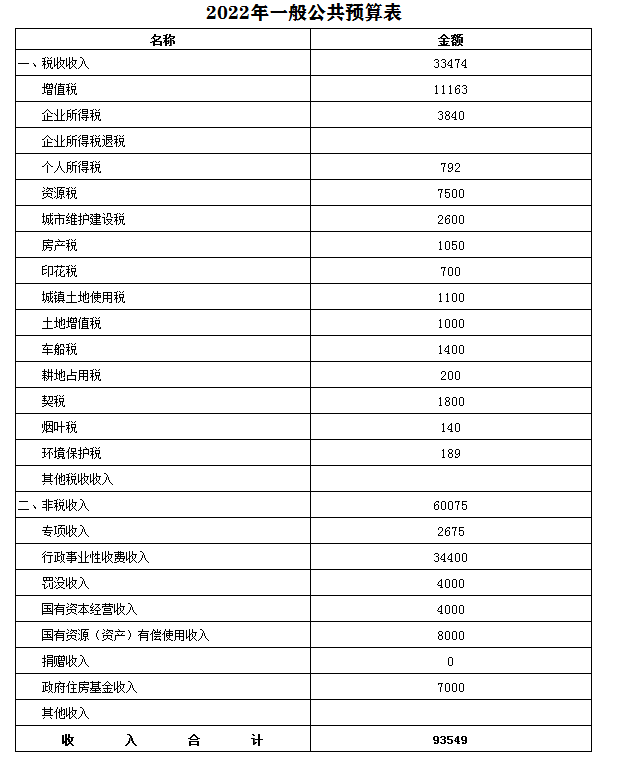 2022年一般公共预算表
名称 金额
一、税收收入 33474
增值税 11163
企业所得税 3840
企业所得税退税
个人所得税 792
资源税 7500
城市维护建设税 2600
房产税 1050
印花税 700
城镇土地使用税 1100
土地增值税 1000
车船税 1400
耕地占用税 200
契税 1800
烟叶税 140
环境保护税 189
其他税收收入
二、非税收入 60075
专项收入 2675
行政事业性收费收入 34400
罚没收入 4000
国有资本经营收入 4000
国有资源（资产）有偿使用收入 8000
捐赠收入 0
政府住房基金收入 7000
其他收入
收 入 合 计 93549